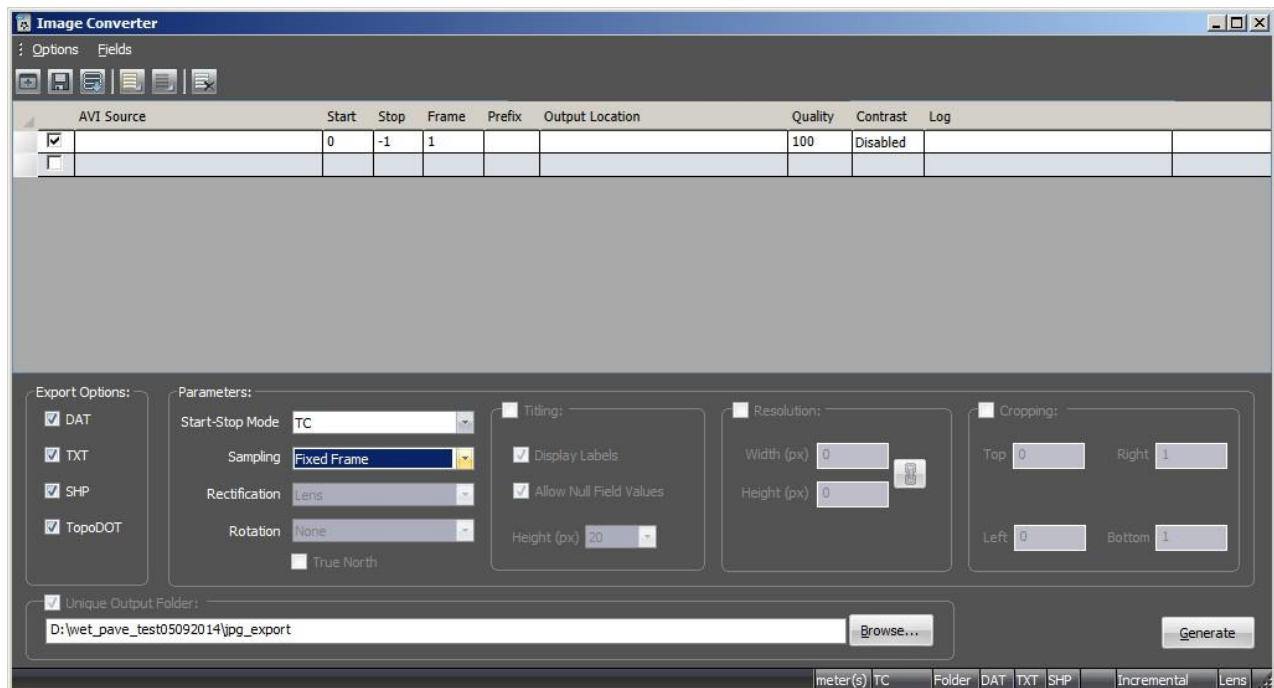 Image Converter
Options Fields
AVI Source Start Stop Frame Prefix Output Location Quality Contrast Log
0 -1 1 100 Disabled
Export Options:
DAT
TXT
SHP
TopoDOT
Parameters:
Start-Stop Mode TC
Sampling Fixed Frame
Rectification Lens
Rotation None
True North
Titling:
Display Labels
Allow Null Field Values
Height (px) 20
Resolution:
Width (px) 0
Height (px) 0
Cropping:
Top 0 Right 1
Left 0 Bottom 1
Unique Output Folder:
D:\wet_pave_test05092014\jpg_export Browse...
Generate
meter(s) TC Folder DAT TXT SHP Incremental Lens